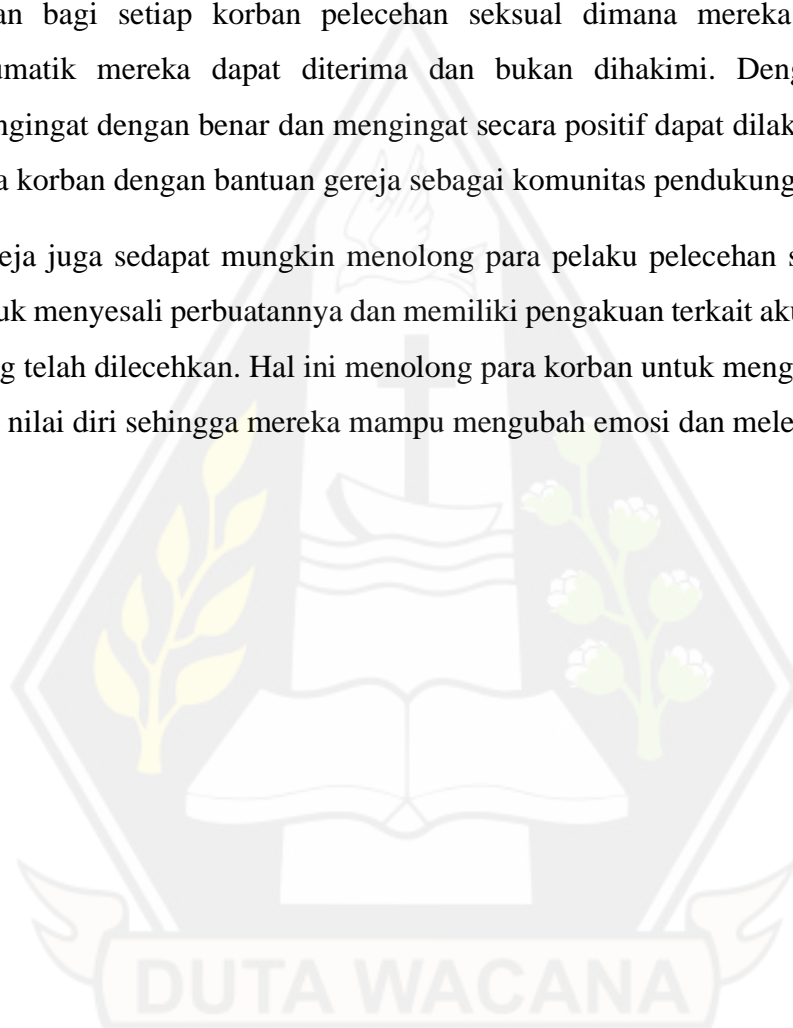 an bagi setiap korban pelecehan seksual dimana mereka
umatik mereka dapat diterima dan bukan dihakimi. Deng
ngingat dengan benar dan mengingat secara positif dapat dilak
a korban dengan bantuan gereja sebagai komunitas pendukung
eja juga sedapat mungkin menolong para pelaku pelecehan s
uk menyesali perbuatannya dan memiliki pengakuan terkait aku
g telah dilecehkan. Hal ini menolong para korban untuk meng
nilai diri sehingga mereka mampu mengubah emosi dan mele
DUTA WACANA